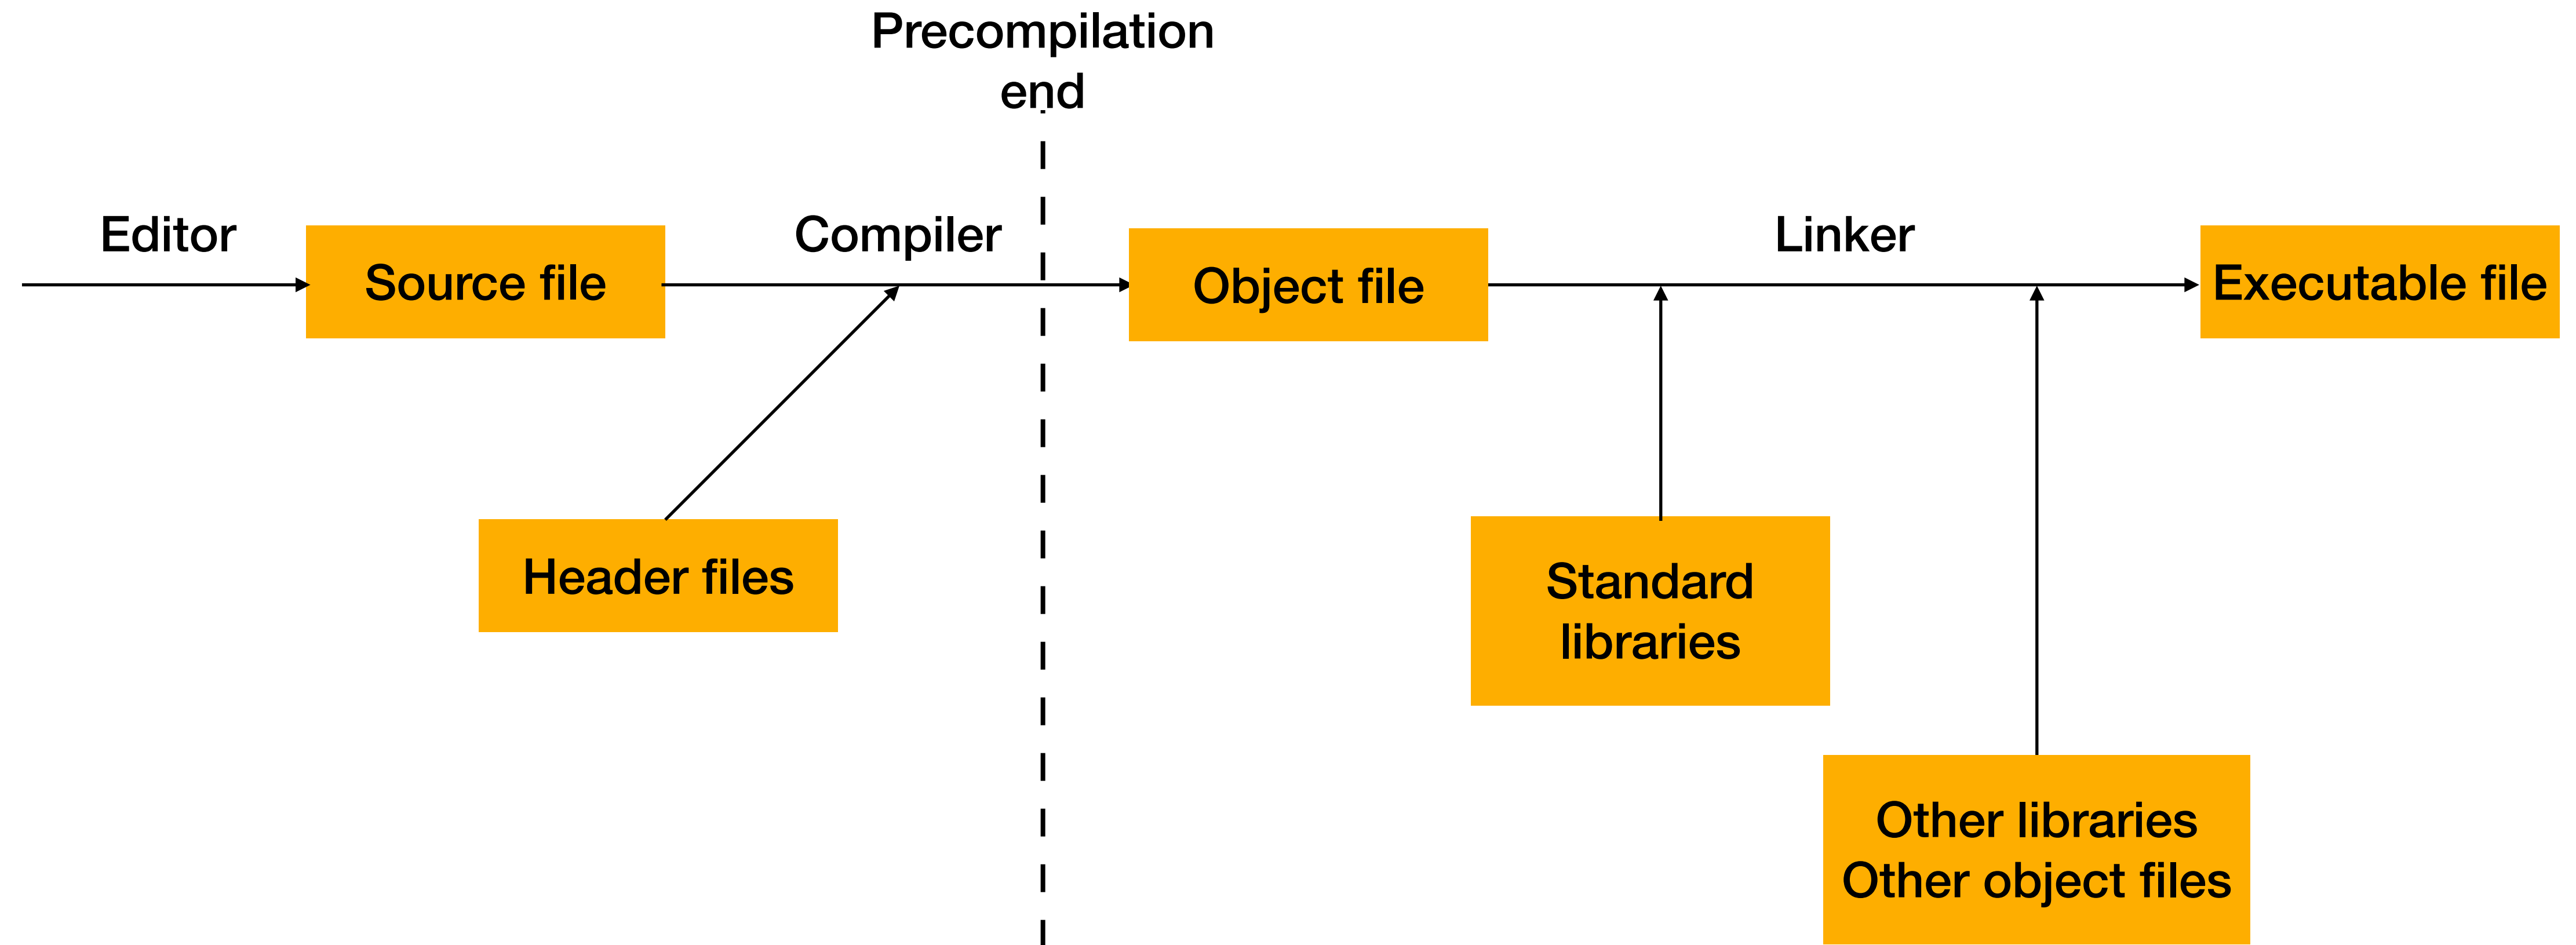 Precompilation
end
Editor
Source file
Compiler
Object file
Linker
Executable file
Header files
Standard
libraries
Other libraries
Other object files